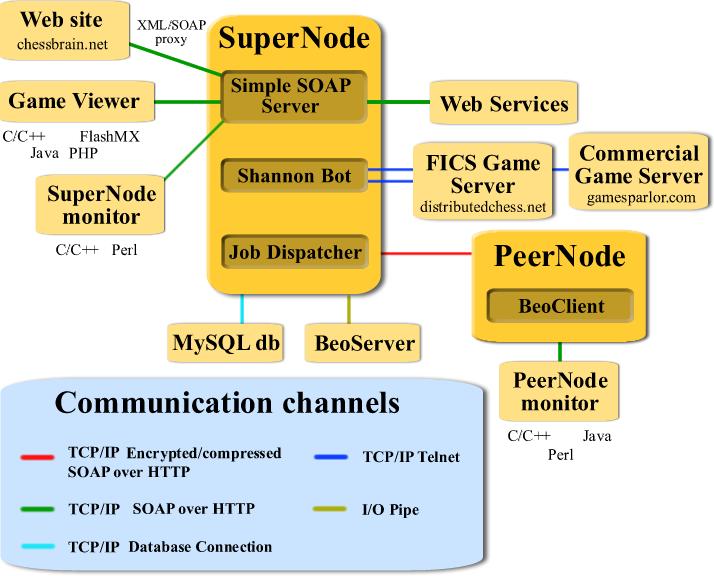 Web site
chessbrain.net
XML/SOAP
proxy
SuperNode
Simple SOAP
Server
Game Viewer
Web Services
C/C++ FlashMX
Java PHP
Shannon Bot
FICS Game
Server
distributedchess.net
Commercial
Game Server
gamesparlor.com
SuperNode
monitor
C/C++ Perl
Job Dispatcher
PeerNode
BeoClient
MySQL db
BeoServer
PeerNode
monitor
C/C++ Java
Perl
Communication channels
TCP/IP Encrypted/compressed
SOAP over HTTP
TCP/IP Telnet
TCP/IP SOAP over HTTP
I/O Pipe
TCP/IP Database Connection